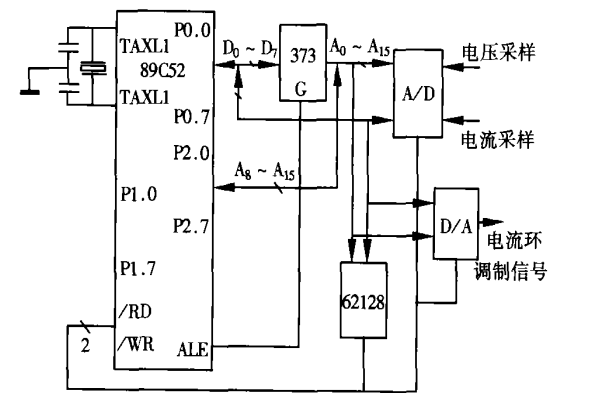 P0.0
TAXL1
89C52
TAXL1
P0.7
P2.0
P1.0
P2.7
P1.7
/RD
/WR
ALE
2
D0 ~ D7
373
G
A0 ~ A15
A8 ~ A15
A/D
电压采样
电流采样
D/A
电流环
调制信号
62128